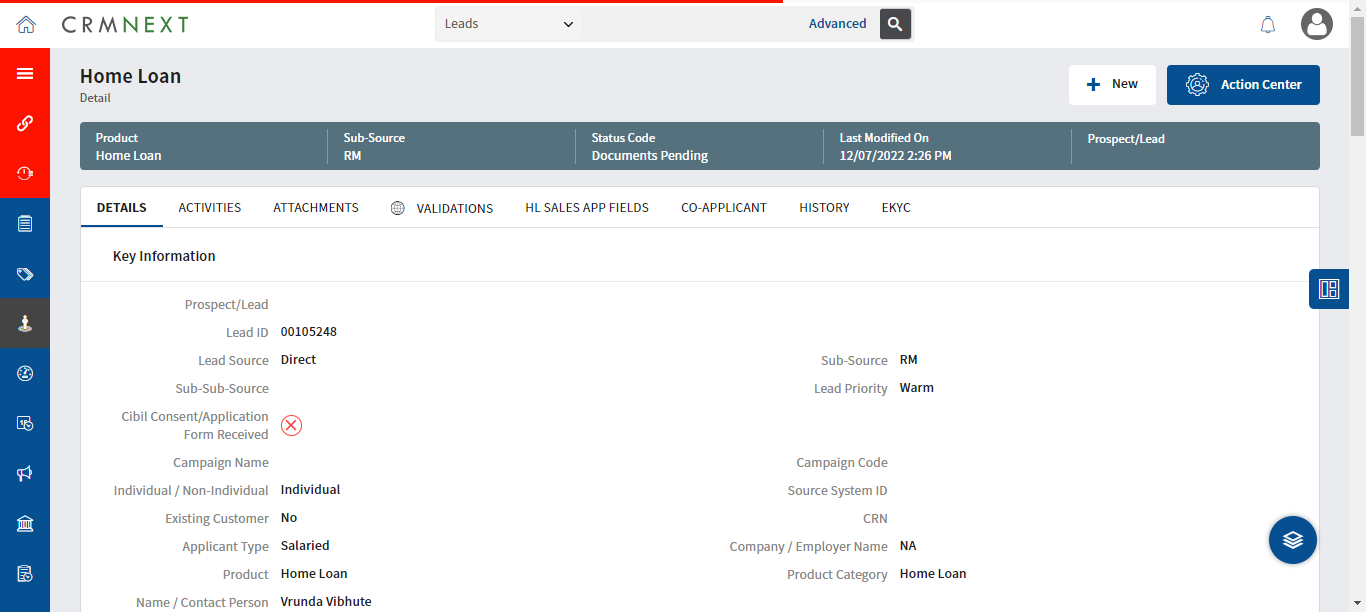 CRMNEXT
Leads
Advanced
Home Loan
Detail
New
Action Center
Product
Home Loan
Sub-Source
RM
Status Code
Documents Pending
Last Modified On
12/07/2022 2:26 PM
Prospect/Lead
DETAILS
ACTIVITIES
ATTACHMENTS
VALIDATIONS
HL SALES APP FIELDS
CO-APPLICANT
HISTORY
EKYC
Key Information
Prospect/Lead
Lead ID 00105248
Lead Source Direct
Sub-Source RM
Sub-Sub-Source
Lead Priority Warm
Cibil Consent/Application
Form Received
Campaign Name
Campaign Code
Individual / Non-Individual Individual
Source System ID
Existing Customer No
CRN
Applicant Type Salaried
Company / Employer Name NA
Product Home Loan
Product Category Home Loan
Name / Contact Person Vrunda Vibhute